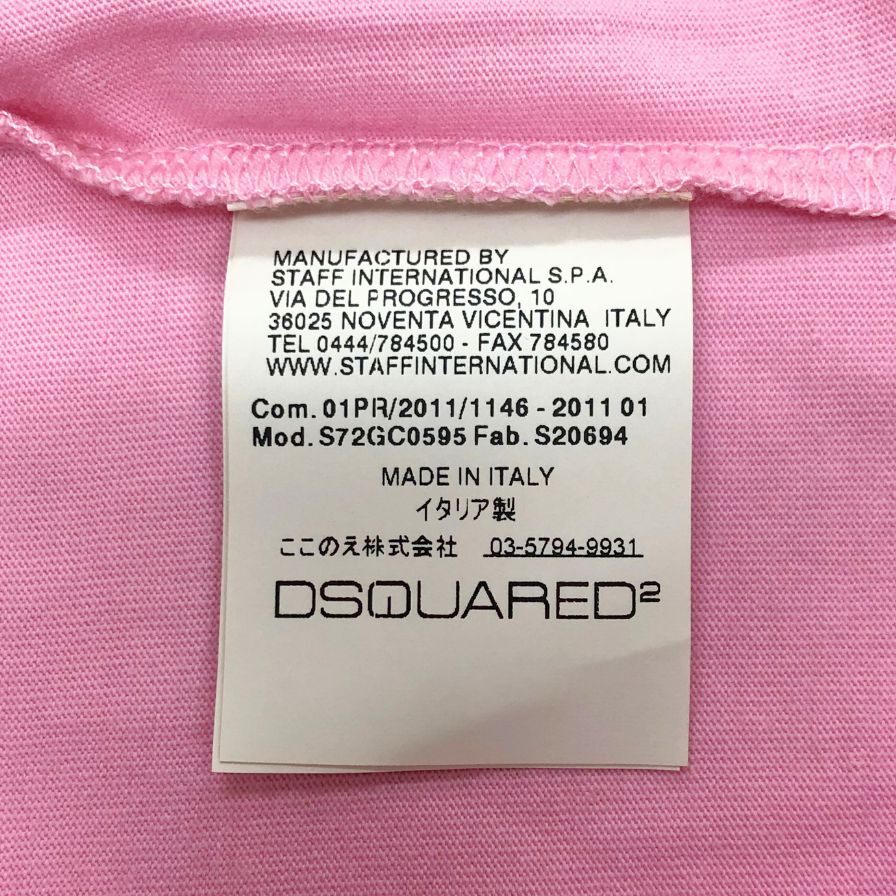 MANUFACTURED BY
STAFF INTERNATIONAL S.P.A.
VIA DEL PROGRESSO, 10
36025 NOVENTA VICENTINA ITALY
TEL 0444/784500 - FAX 784580
WWW.STAFFINTERNATIONAL.COM
Com. 01PR/2011/1146 - 2011 01
Mod. S72GC0595 Fab. S20694
MADE IN ITALY
イタリア製
ここのえ株式会社 03-5794-9931
DSQUARED²